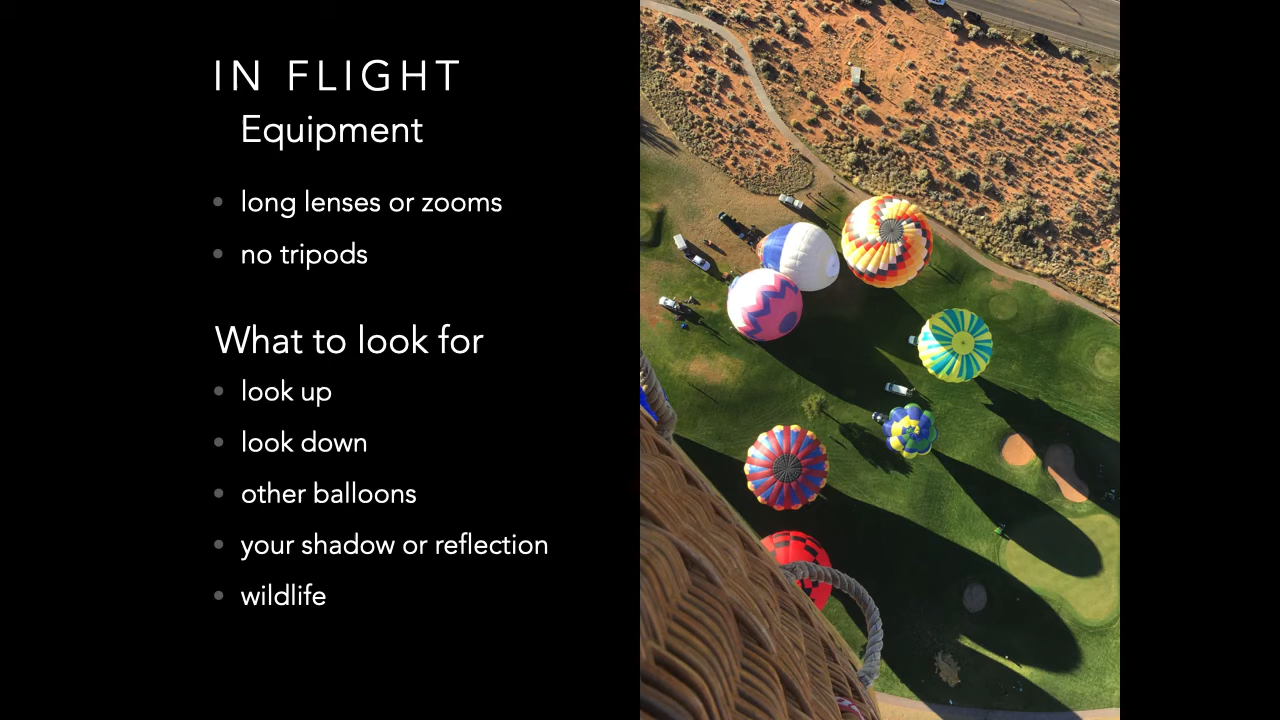 IN FLIGHT
Equipment
long lenses or zooms
no tripods
What to look for
look up
look down
other balloons
your shadow or reflection
wildlife